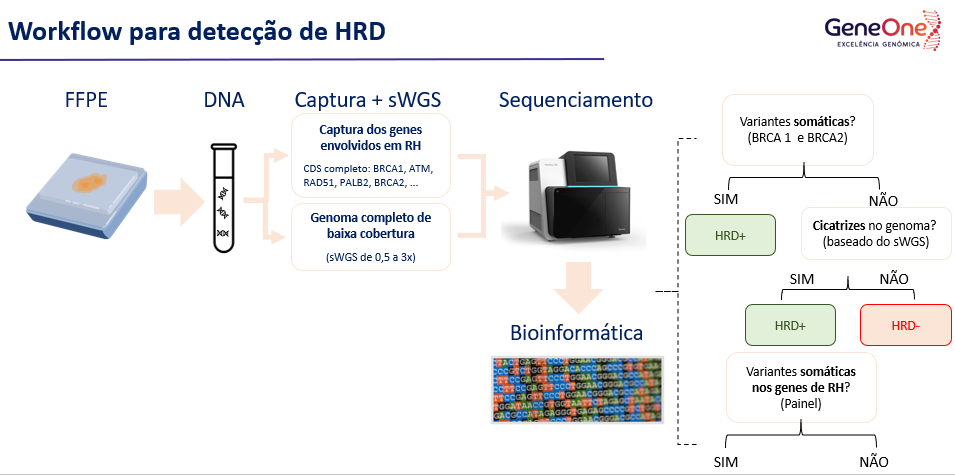 Workflow para detecção de HRD
GeneOne
EXCELÊNCIA GENÔMICA
FFPE
DNA
Captura + sWGS
Sequenciamento
Captura dos genes
envolvidos em RH
CDS completo: BRCA1, ATM,
RAD51, PALB2, BRCA2, ...
Genoma completo de
baixa cobertura
(sWGS de 0,5 a 3x)
Bioinformática
Variantes somáticas?
(BRCA 1 e BRCA2)
SIM
NÃO
HRD+
Cicatrizes no genoma?
(baseado do sWGS)
SIM
NÃO
HRD+
HRD-
Variantes somáticas
nos genes de RH?
(Painel)
SIM
NÃO